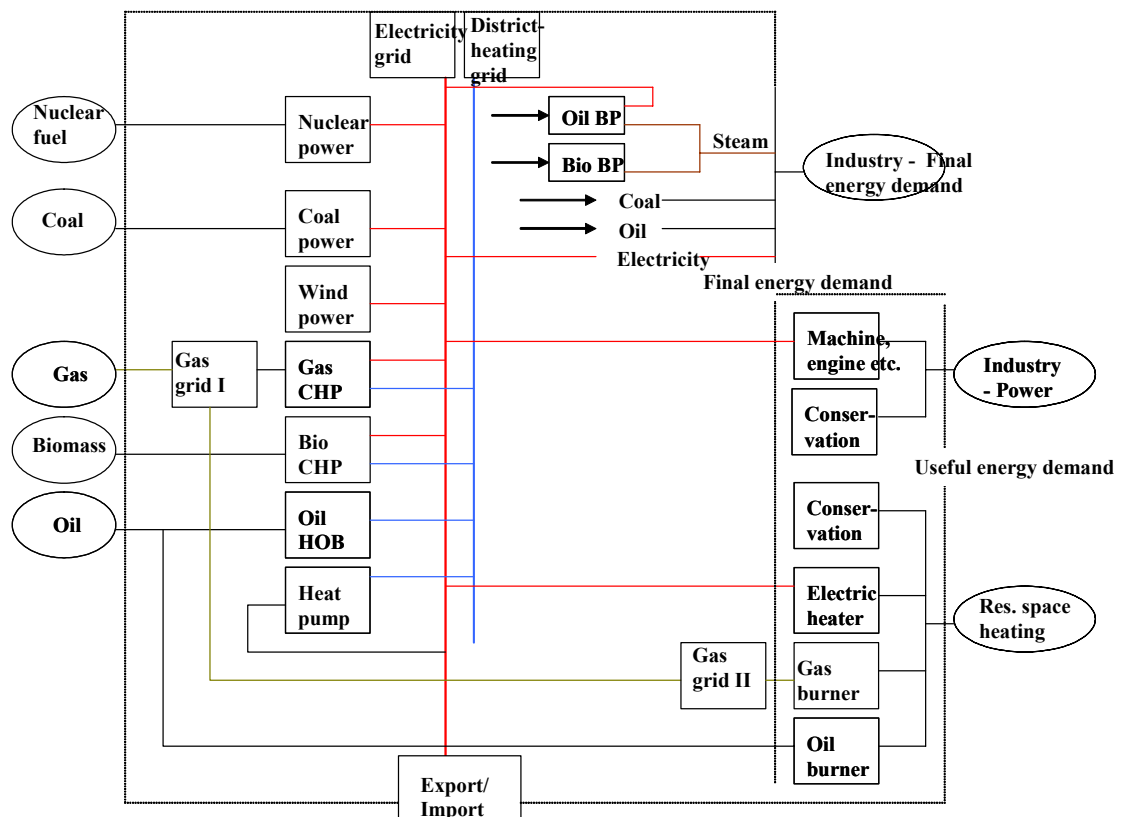 Electricity
grid
District-
heating
grid
Nuclear
fuel
Nuclear
power
Oil BP
Bio BP
Steam
Industry - Final
energy demand
Coal
Coal
power
Coal
Oil
Electricity
Final energy demand
Wind
power
Machine,
engine etc.
Industry
- Power
Gas
Gas
grid I
Gas
CHP
Conser-
vation
Biomass
Bio
CHP
Useful energy demand
Oil
Oil
HOB
Conser-
vation
Heat
pump
Electric
heater
Res. space
heating
Gas
grid II
Gas
burner
Oil
burner
Export/
Import